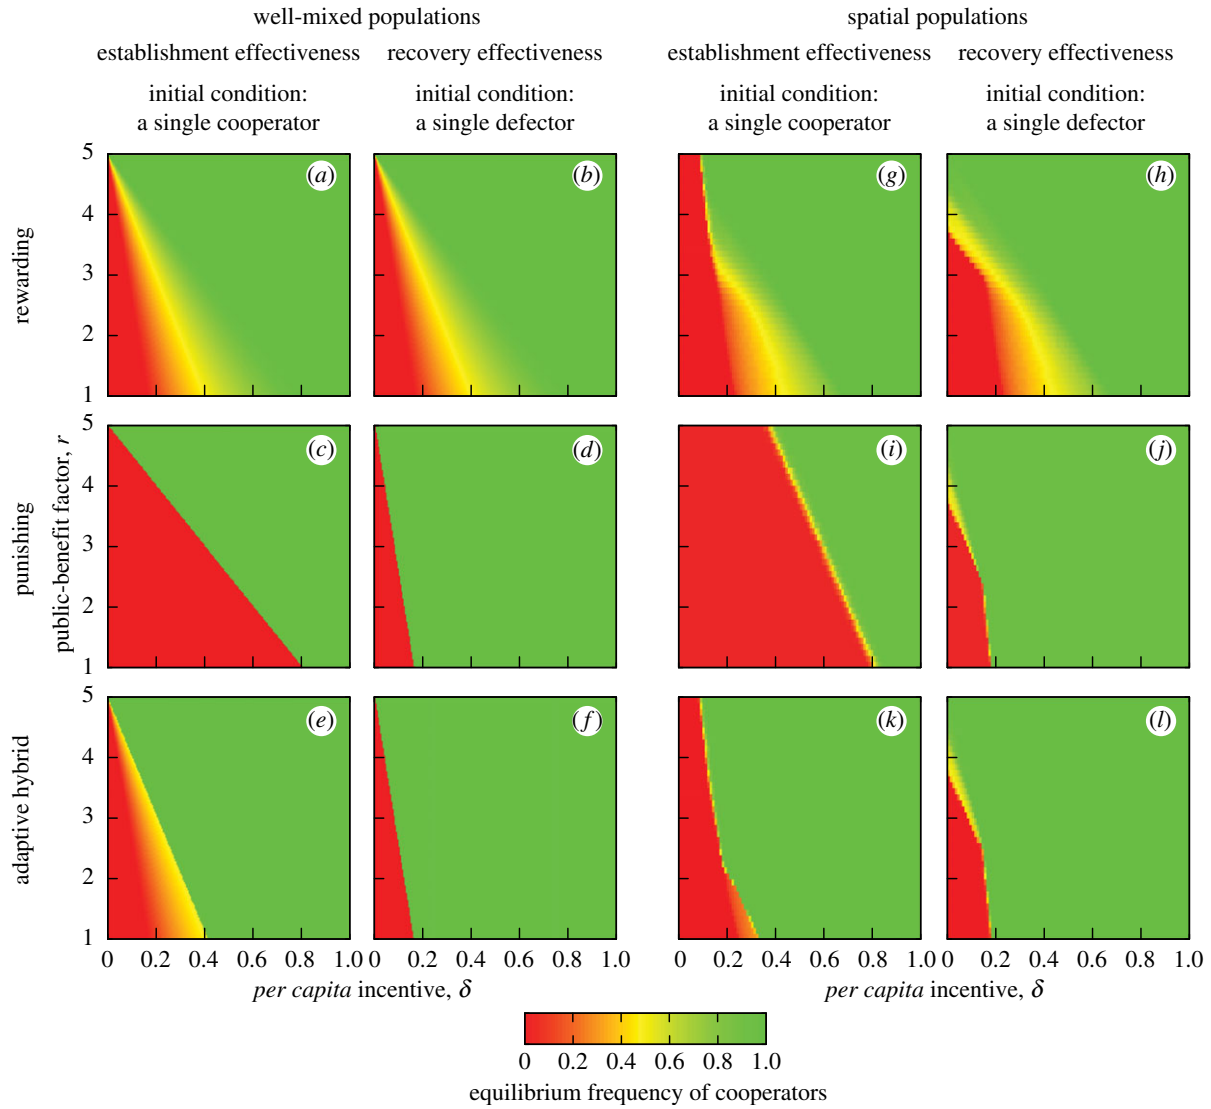 well-mixed populations
spatial populations
establishment effectiveness
recovery effectiveness
establishment effectiveness
recovery effectiveness
initial condition:
a single cooperator
initial condition:
a single defector
initial condition:
a single cooperator
initial condition:
a single defector
rewarding
5
4
3
2
1
(a)
(b)
(g)
(h)
punishing
public-benefit factor, r
5
4
3
2
1
(c)
(d)
(i)
(j)
adaptive hybrid
5
4
3
2
1
(e)
(f)
(k)
(l)
0 0.2 0.4 0.6 0.8 1.0 0 0.2 0.4 0.6 0.8 1.0
0 0.2 0.4 0.6 0.8 1.0 0 0.2 0.4 0.6 0.8 1.0
per capita incentive, δ
per capita incentive, δ
0 0.2 0.4 0.6 0.8 1.0
equilibrium frequency of cooperators